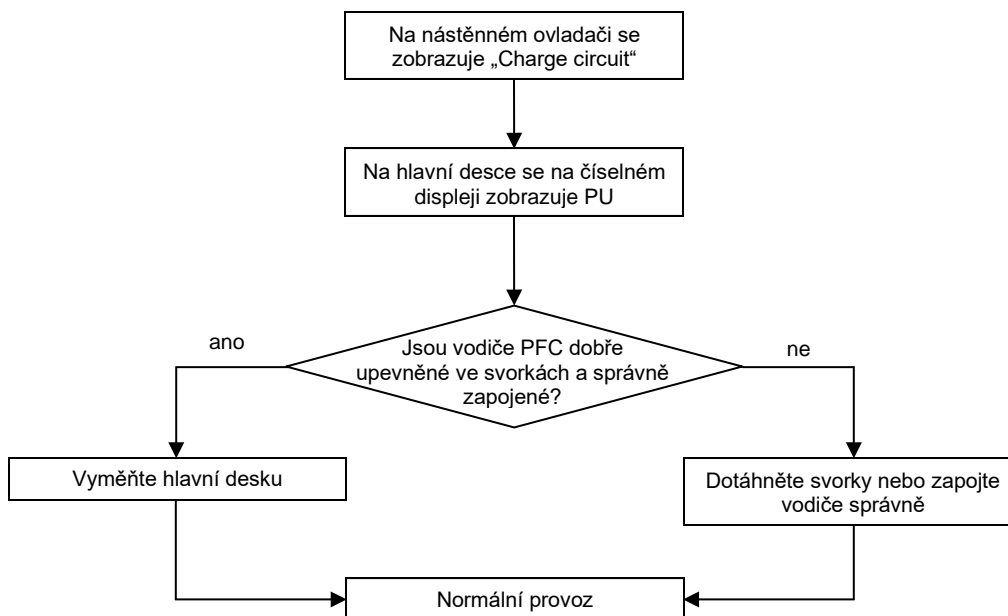 Na nástěnném ovladači se
zobrazuje „Charge circuit“
Na hlavní desce se na číselném
displeji zobrazuje PU
ano
Jsou vodiče PFC dobře
upevněné ve svorkách a správně
zapojené?
ne
Vyměňte hlavní desku
Dotáhněte svorky nebo zapojte
vodiče správně
Normální provoz